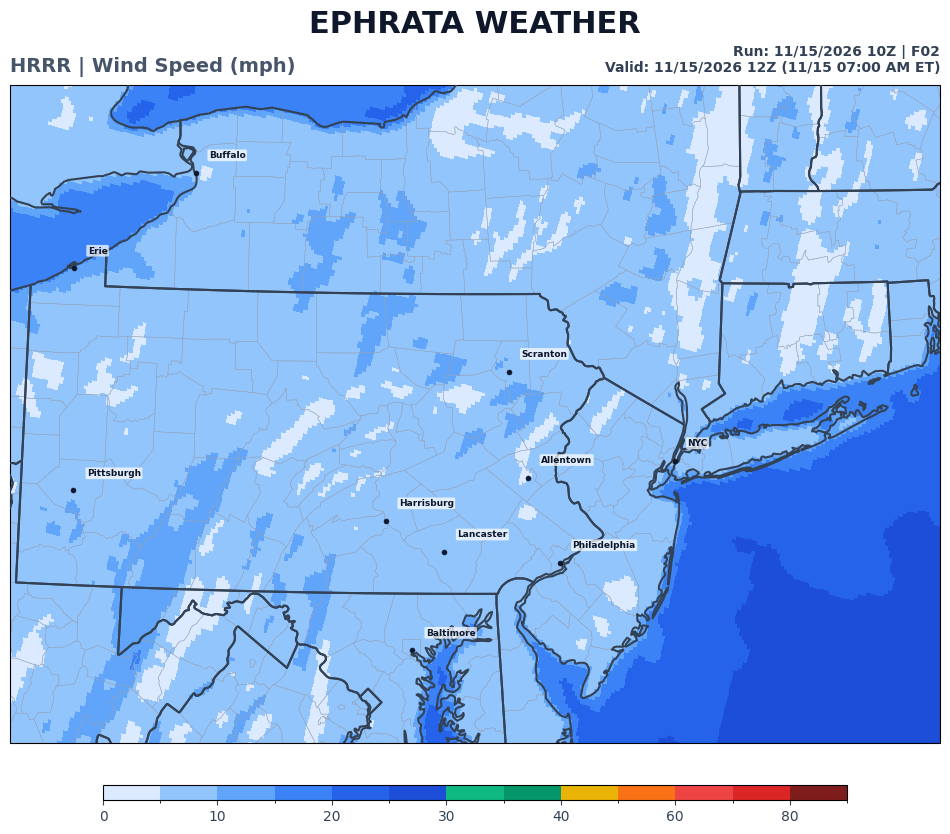 EPHRATA WEATHER
HRRR | Wind Speed (mph)
Run: 11/15/2026 10Z | F02
Valid: 11/15/2026 12Z (11/15 07:00 AM ET)
Buffalo
Erie
Scranton
NYC
Allentown
Pittsburgh
Harrisburg
Lancaster
Philadelphia
Baltimore
0 10 20 30 40 60 80